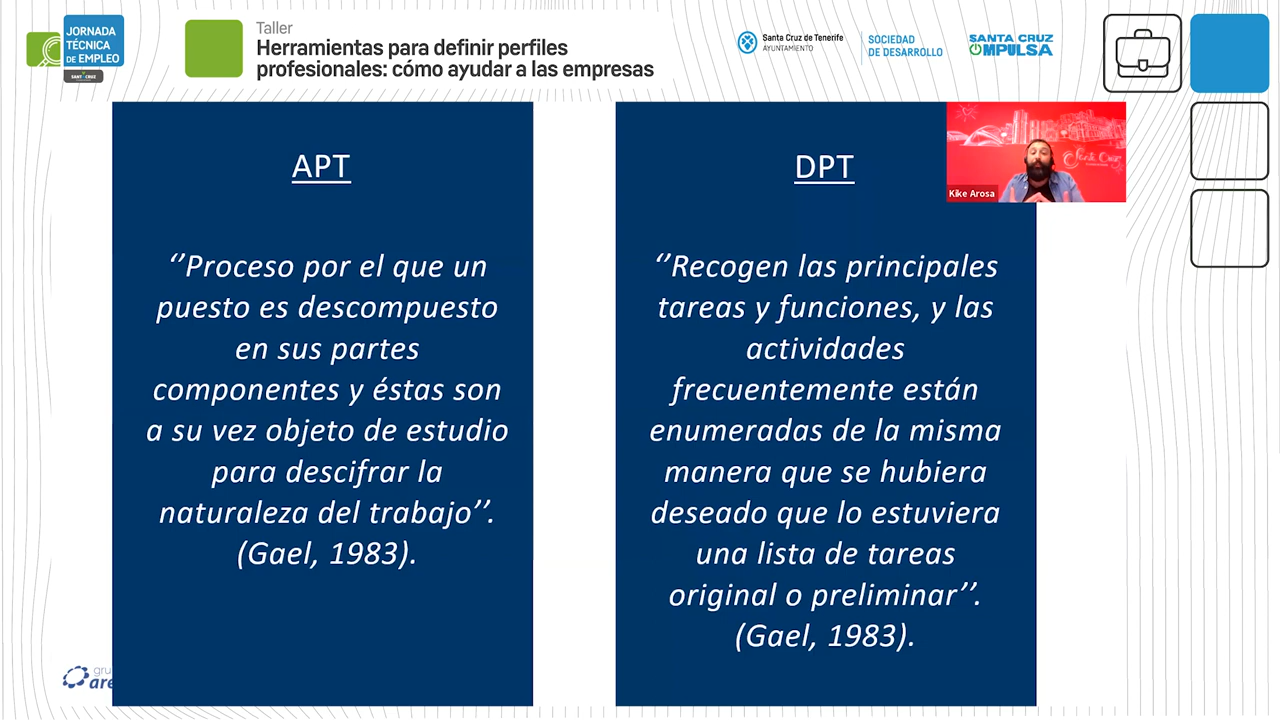 JORNADA
TÉCNICA
DE EMPLEO
Taller
Herramientas para definir perfiles
profesionales: cómo ayudar a las empresas
Santa Cruz de Tenerife
AYUNTAMIENTO
SOCIEDAD
DE DESARROLLO
SANTA CRUZ
MPULSA
APT
‘’Proceso por el que un
puesto es descompuesto
en sus partes
componentes y éstas son
a su vez objeto de estudio
para descifrar la
naturaleza del trabajo’’.
(Gael, 1983).
DPT
‘’Recogen las principales
tareas y funciones, y las
actividades
frecuentemente están
enumeradas de la misma
manera que se hubiera
deseado que lo estuviera
una lista de tareas
original o preliminar’’.
(Gael, 1983).
Kike Arosa
gru
are